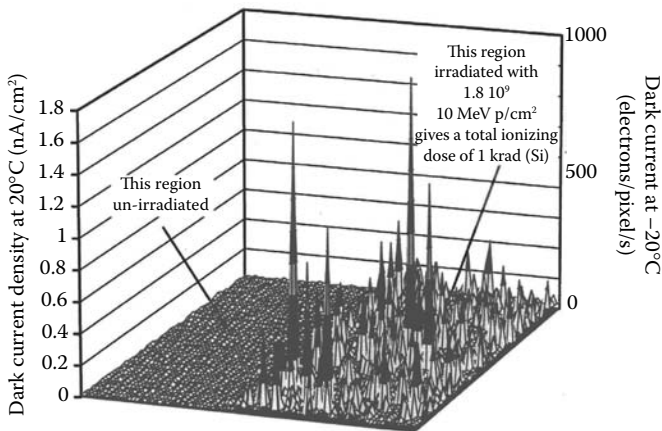 Dark current density at 20°C (nA/cm²)
1.8
1.6
1.4
1.2
1
0.8
0.6
0.4
0.2
0
This region
un-irradiated
This region
irradiated with
1.8 10⁹
10 MeV p/cm²
gives a total ionizing
dose of 1 krad (Si)
1000
500
0
Dark current at −20°C
(electrons/pixel/s)